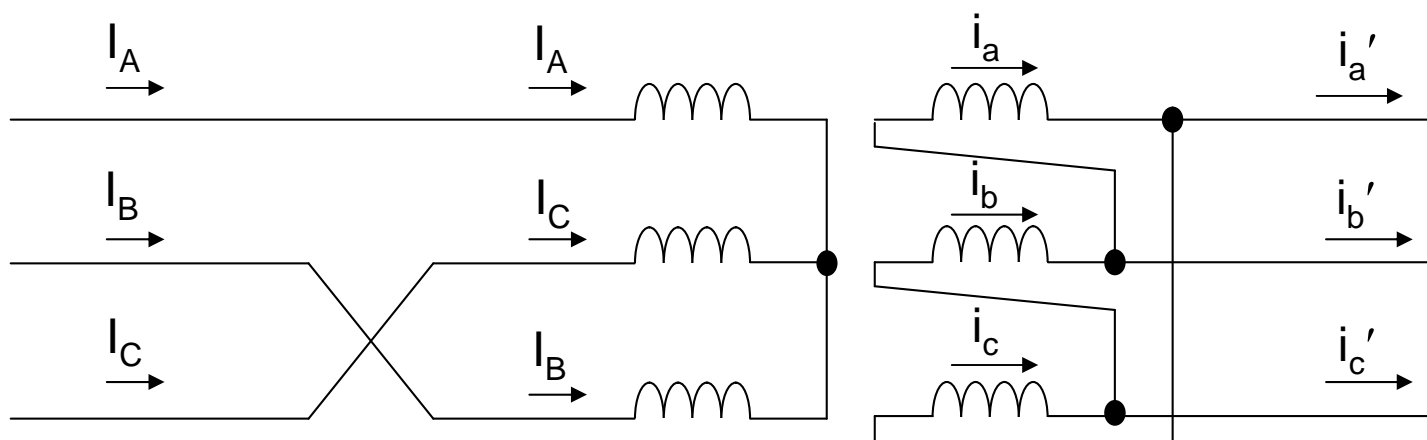 I_A I_A i_a i_a′
I_B I_C i_b i_b′
I_C I_B i_c i_c′